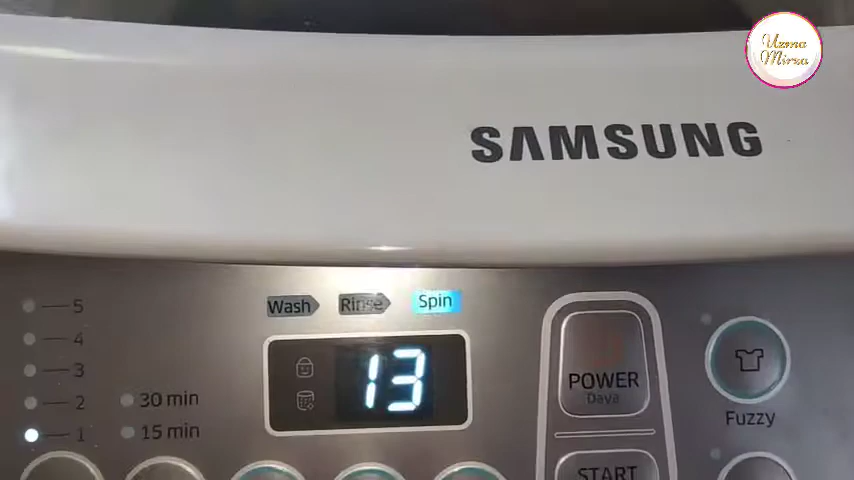 Uzma
Mirza
SAMSUNG
5
4
3
2
1
30 min
15 min
Wash
Rinse
Spin
13
POWER
Daya
START
Fuzzy